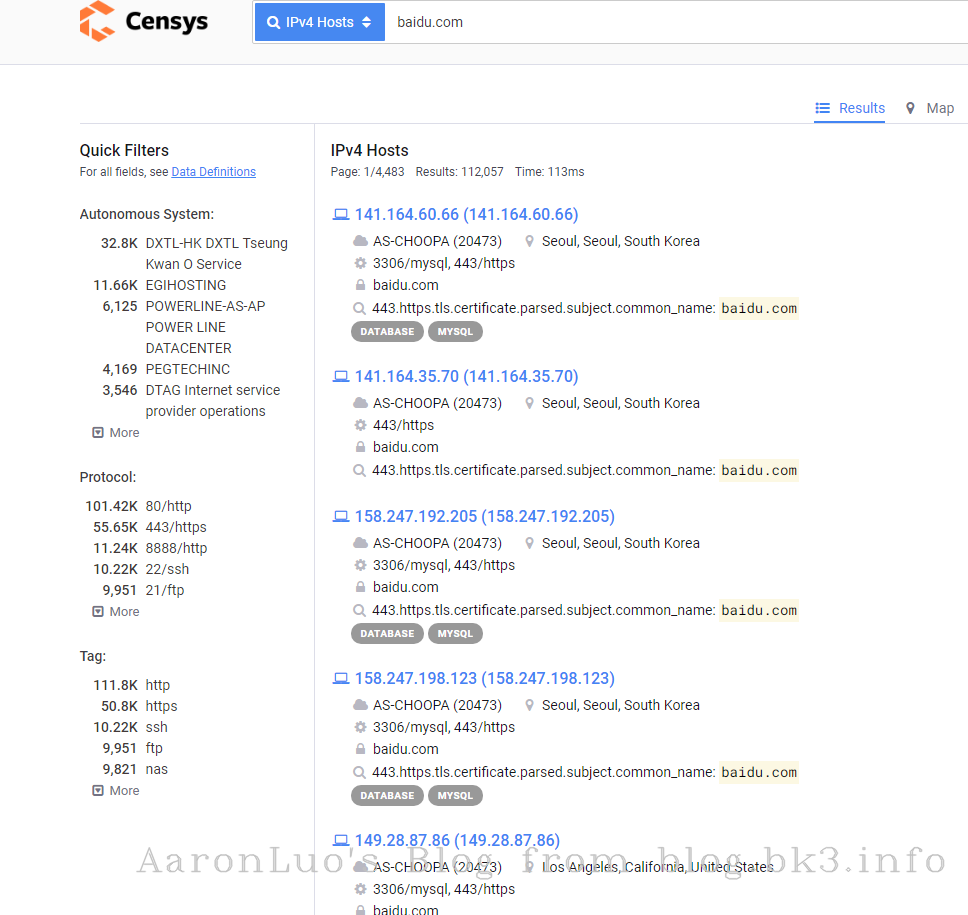 Censys
IPv4 Hosts baidu.com
Results Map
Quick Filters
For all fields, see Data Definitions
Autonomous System:
32.8K DXTL-HK DXTL Tseung
Kwan O Service
11.66K EGIHOSTING
6,125 POWERLINE-AS-AP
POWER LINE
DATACENTER
4,169 PEGTECHINC
3,546 DTAG Internet service
provider operations
More
Protocol:
101.42K 80/http
55.65K 443/https
11.24K 8888/http
10.22K 22/ssh
9,951 21/ftp
More
Tag:
111.8K http
50.8K https
10.22K ssh
9,951 ftp
9,821 nas
More
IPv4 Hosts
Page: 1/4,483 Results: 112,057 Time: 113ms
141.164.60.66 (141.164.60.66)
AS-CHOOPA (20473) Seoul, Seoul, South Korea
3306/mysql, 443/https
baidu.com
443.https.tls.certificate.parsed.subject.common_name: baidu.com
DATABASE MYSQL
141.164.35.70 (141.164.35.70)
AS-CHOOPA (20473) Seoul, Seoul, South Korea
443/https
baidu.com
443.https.tls.certificate.parsed.subject.common_name: baidu.com
158.247.192.205 (158.247.192.205)
AS-CHOOPA (20473) Seoul, Seoul, South Korea
3306/mysql, 443/https
baidu.com
443.https.tls.certificate.parsed.subject.common_name: baidu.com
DATABASE MYSQL
158.247.198.123 (158.247.198.123)
AS-CHOOPA (20473) Seoul, Seoul, South Korea
3306/mysql, 443/https
baidu.com
443.https.tls.certificate.parsed.subject.common_name: baidu.com
DATABASE MYSQL
149.28.87.86 (149.28.87.86)
AS-CHOOPA (20473) Los Angeles, California, United States
3306/mysql, 443/https
baidu.com
AaronLuo's Blog from blog.bk3.info